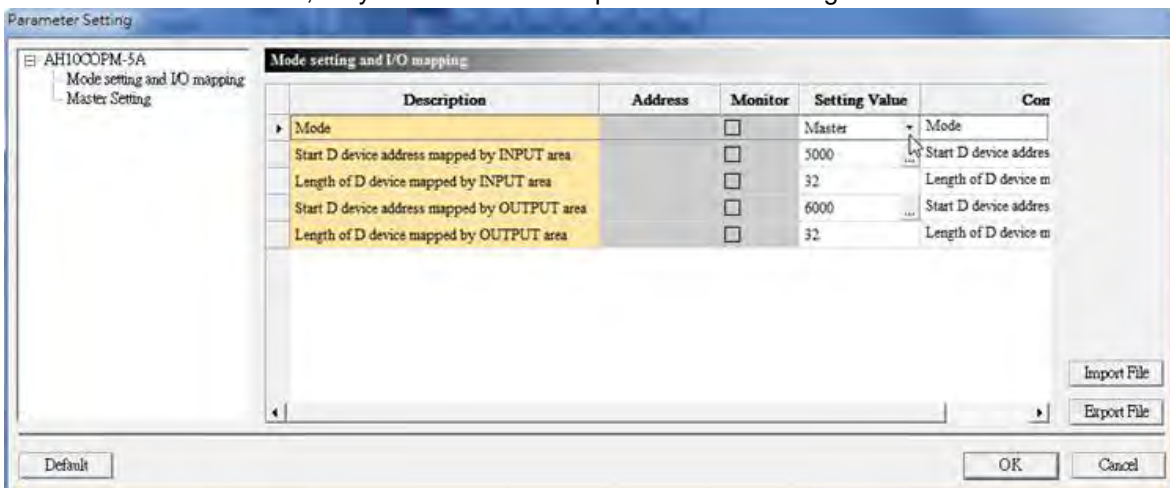 Parameter Setting
AH10COPM-5A
Mode setting and I/O mapping
Master Setting
Mode setting and I/O mapping
Description Address Monitor Setting Value Com
Mode Master Mode
Start D device address mapped by INPUT area 5000 ... Start D device addres
Length of D device mapped by INPUT area 32 Length of D device m
Start D device address mapped by OUTPUT area 6000 ... Start D device addres
Length of D device mapped by OUTPUT area 32 Length of D device m
Import File
Export File
Default OK Cancel